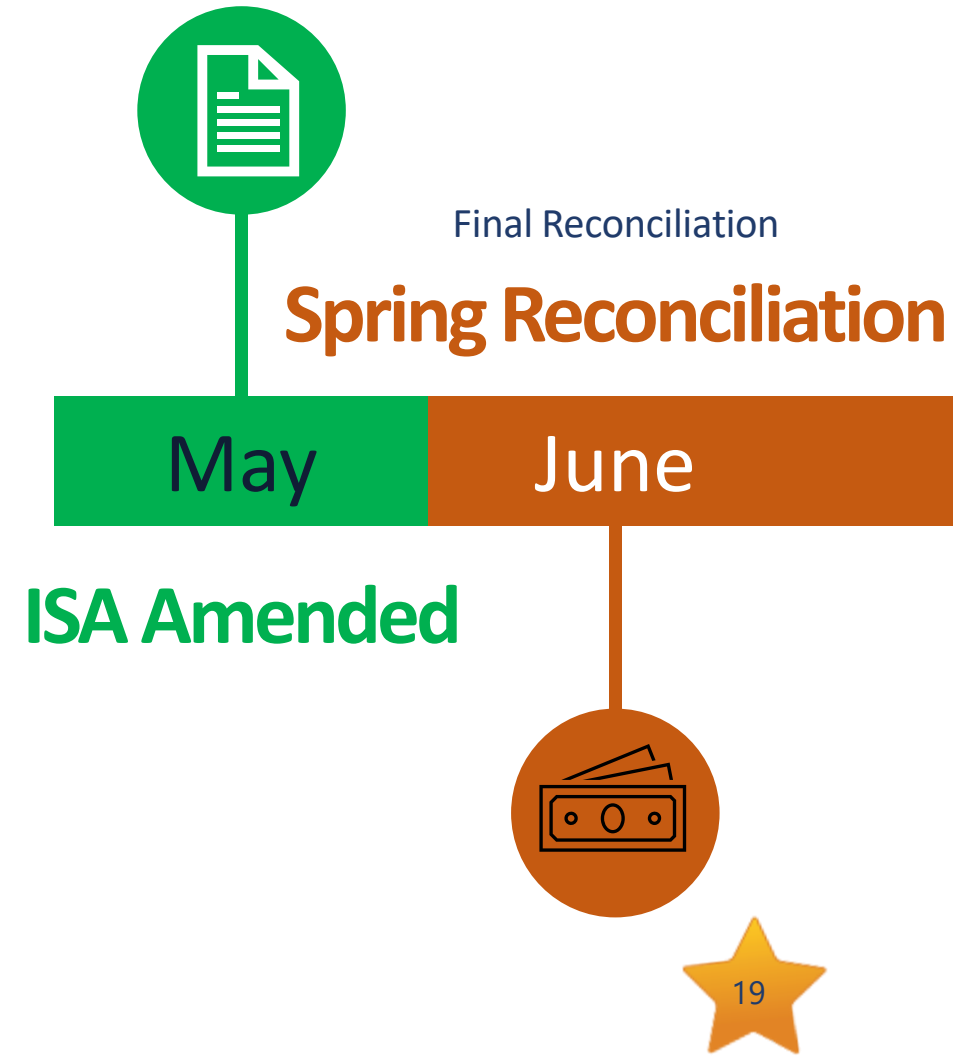 Final Reconciliation
Spring Reconciliation
May
June
ISA Amended
19